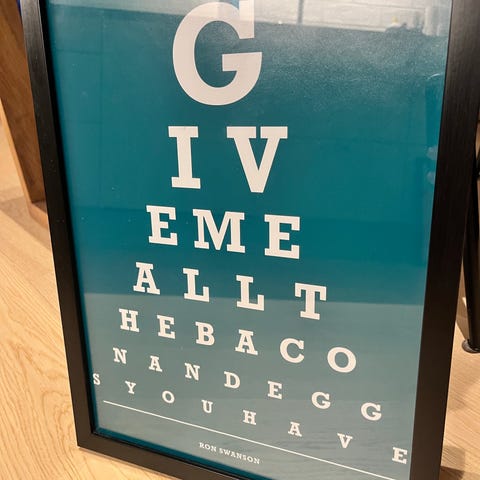 G
IV
EME
ALLT
HEBACO
NANDEGG
SYOUHAVE
RON SWANSON